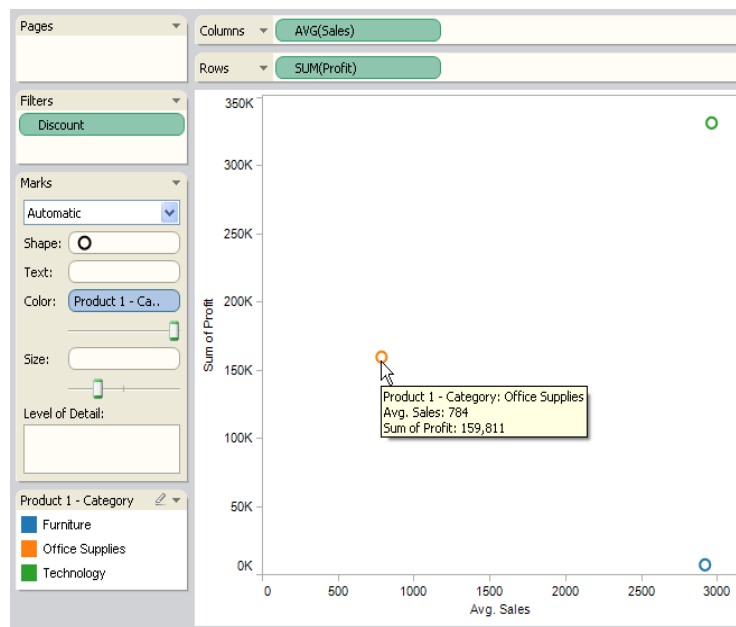 Pages
Columns
AVG(Sales)
Rows
SUM(Profit)
Filters
Discount
Marks
Automatic
Shape:
Text:
Color:
Product 1 - Ca..
Size:
Level of Detail:
Product 1 - Category
Furniture
Office Supplies
Technology
350K
300K
250K
200K
150K
100K
50K
0K
Sum of Profit
Product 1 - Category: Office Supplies
Avg. Sales: 784
Sum of Profit: 159,811
0
500
1000
1500
2000
2500
3000
Avg. Sales